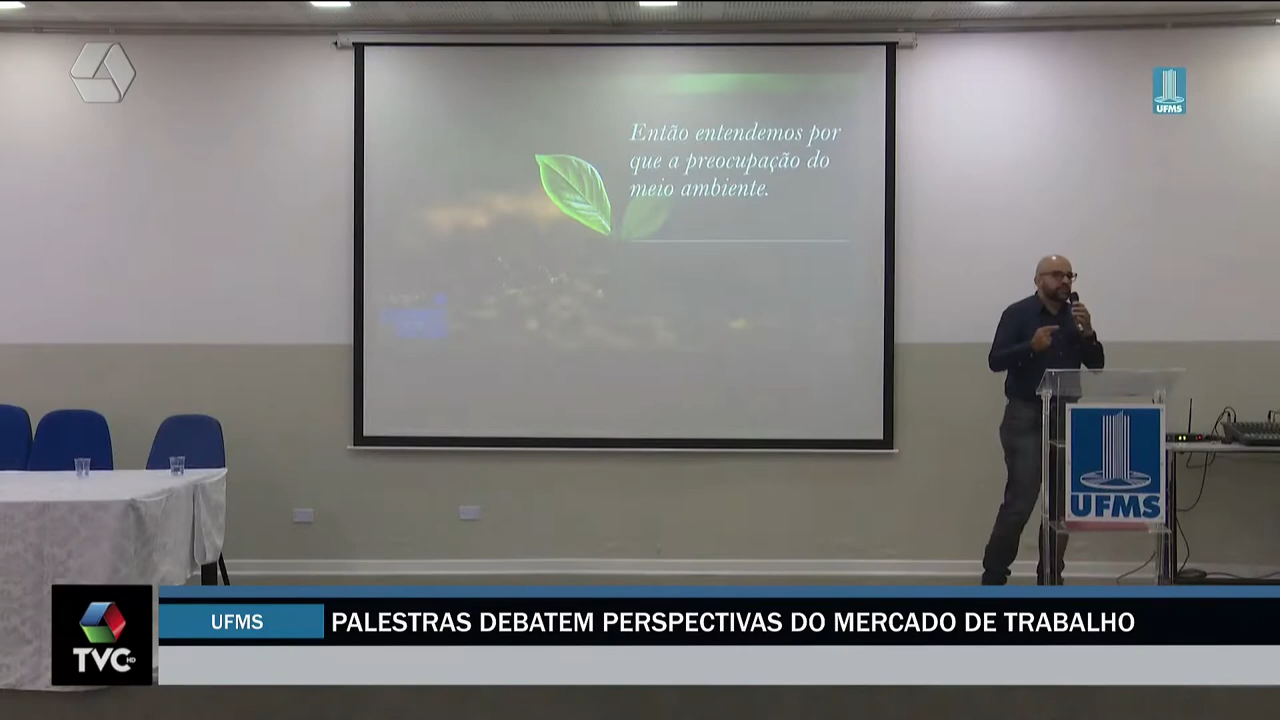 UFMS
Então entendemos por
que a preocupação do
meio ambiente.
UFMS
UFMS
PALESTRAS DEBATEM PERSPECTIVAS DO MERCADO DE TRABALHO
TVC HD